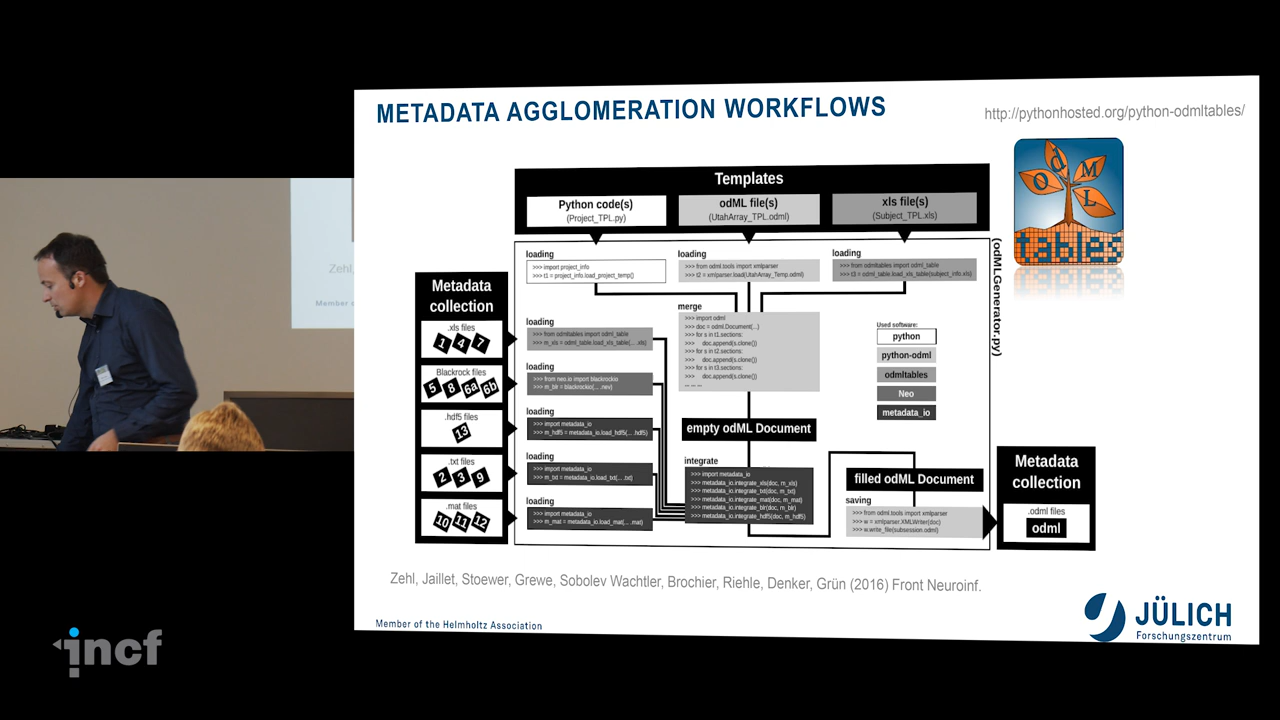 METADATA AGGLOMERATION WORKFLOWS
http://pythonhosted.org/python-odmltables/
odML
tables
Templates
Python code(s)
(Project_TPL.py)
odML file(s)
(UtahArray_TPL.odml)
xls file(s)
(Subject_TPL.xls)
(odMLGenerator.py)
loading
>>> import project_info
>>> t1 = project_info.load_project_temp()
loading
>>> from odml.tools import xmlparser
>>> t2 = xmlparser.load(UtahArray_Temp.odml)
loading
>>> from odmltables import odml_table
>>> t3 = odml_table.load_xls_table(subject_info.xls)
Metadata
collection
.xls files
1 4 7
Blackrock files
5 8 6a 6b
.hdf5 files
13
.txt files
2 3 9
.mat files
10 11 12
loading
>>> from odmltables import odml_table
>>> m_xls = odml_table.load_xls_table(... .xls)
loading
>>> from neo.io import blackrockio
>>> m_blr = blackrockio(... .nev)
loading
>>> import metadata_io
>>> m_hdf5 = metadata_io.load_hdf5(... .hdf5)
loading
>>> import metadata_io
>>> m_txt = metadata_io.load_txt(... .txt)
loading
>>> import metadata_io
>>> m_mat = metadata_io.load_mat(... .mat)
merge
>>> import odml
>>> doc = odml.Document(...)
>>> for s in t1.sections:
>>> doc.append(s.clone())
>>> for s in t2.sections:
>>> doc.append(s.clone())
>>> for s in t3.sections:
>>> doc.append(s.clone())
... ... ...
empty odML Document
integrate
>>> import metadata_io
>>> metadata_io.integrate_xls(doc, m_xls)
>>> metadata_io.integrate_txt(doc, m_txt)
>>> metadata_io.integrate_mat(doc, m_mat)
>>> metadata_io.integrate_blr(doc, m_blr)
>>> metadata_io.integrate_hdf5(doc, m_hdf5)
Used software:
python
python-odml
odmltables
Neo
metadata_io
filled odML Document
saving
>>> from odml.tools import xmlparser
>>> w = xmlparser.XMLWriter(doc)
>>> w.write_file(subsession.odml)
Metadata
collection
.odml files
odml
Zehl, Jaillet, Stoewer, Grewe, Sobolev Wachtler, Brochier, Riehle, Denker, Grün (2016) Front Neuroinf.
Member of the Helmholtz Association
JÜLICH
Forschungszentrum
incf